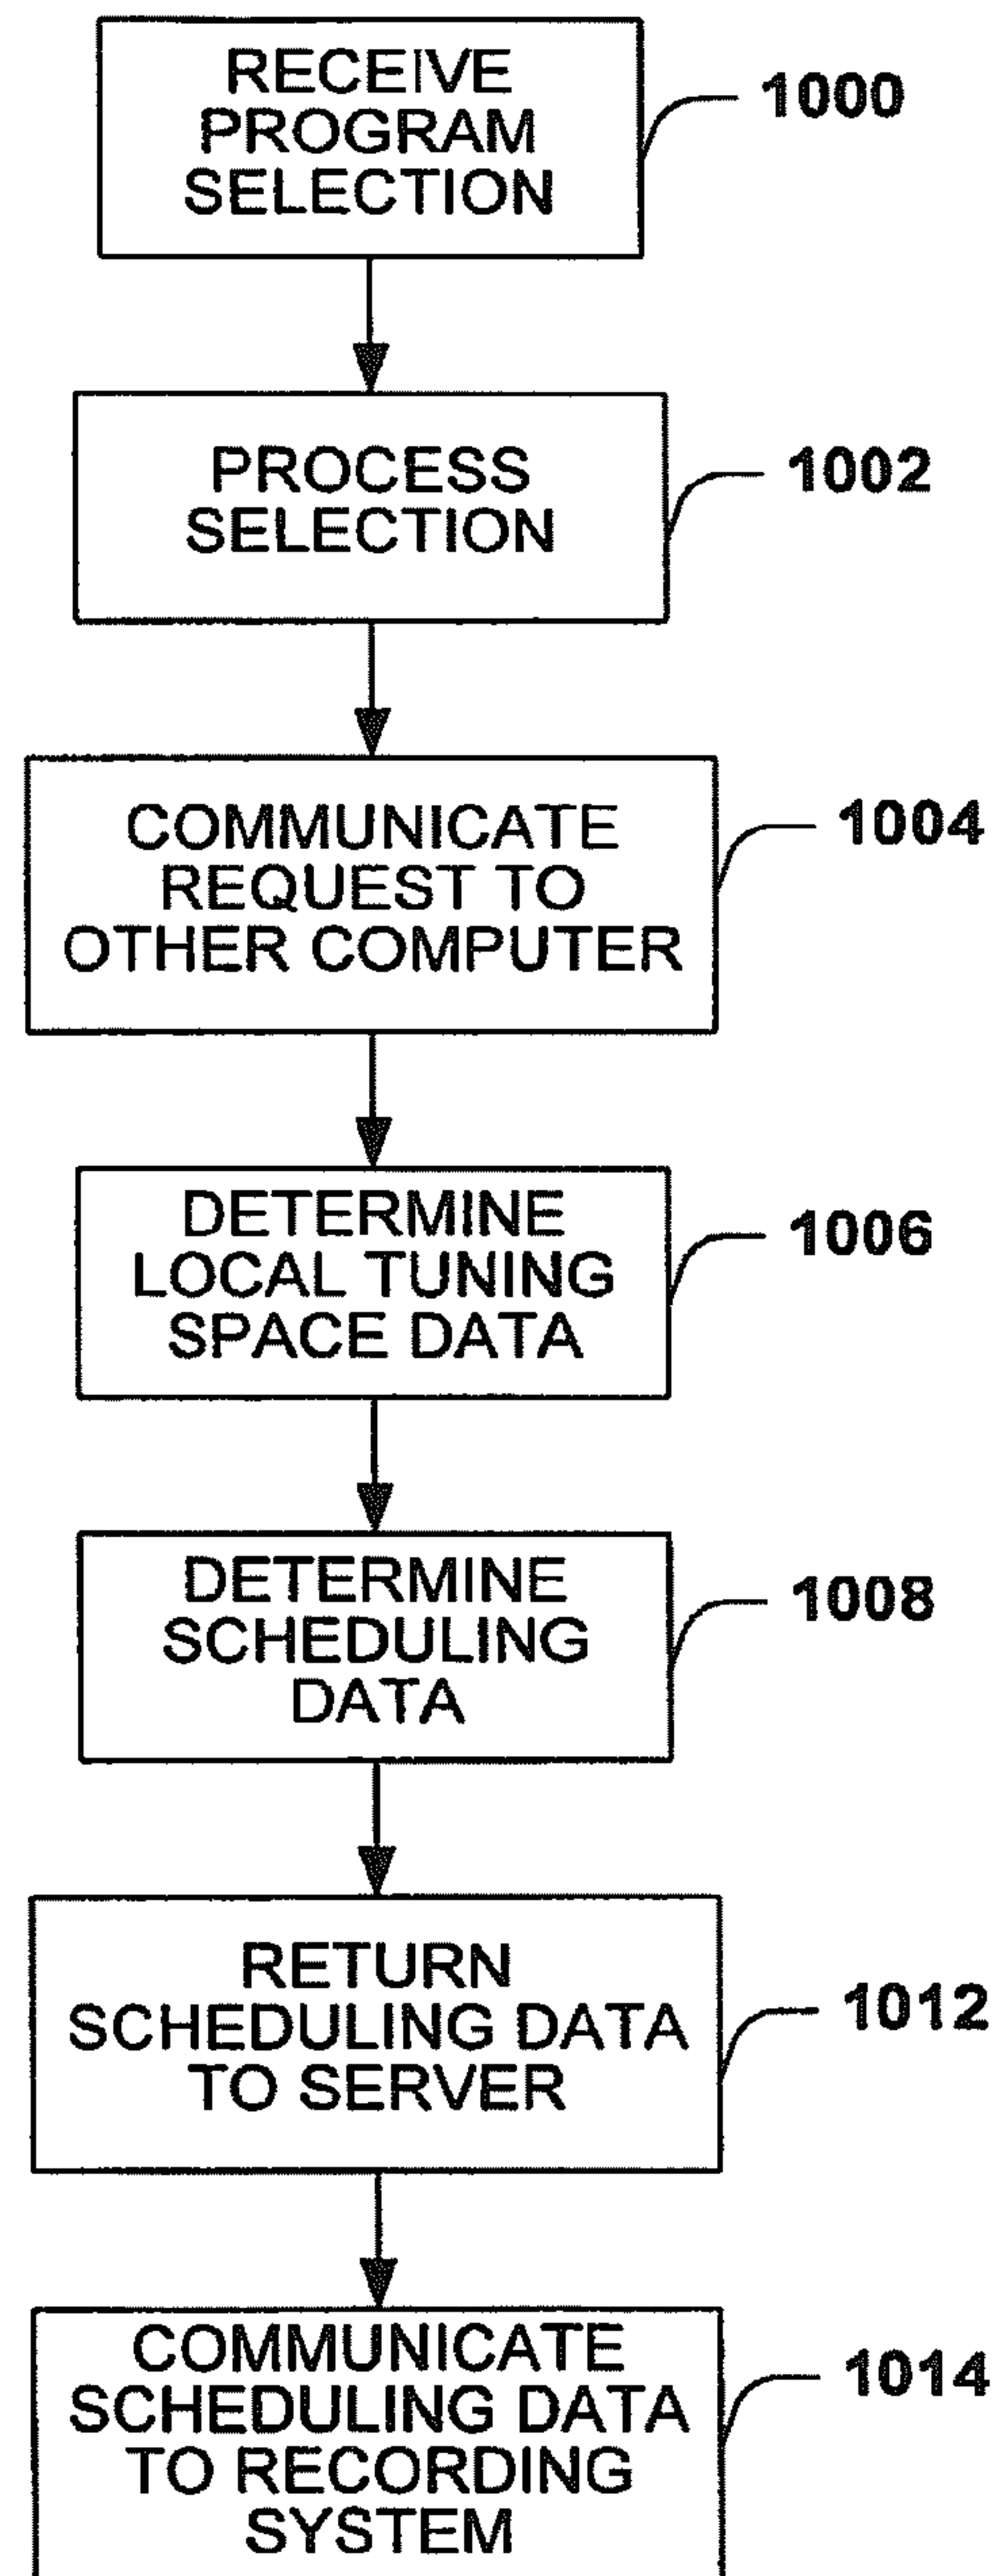 RECEIVE
PROGRAM
SELECTION
1000
PROCESS
SELECTION
1002
COMMUNICATE
REQUEST TO
OTHER COMPUTER
1004
DETERMINE
LOCAL TUNING
SPACE DATA
1006
DETERMINE
SCHEDULING
DATA
1008
RETURN
SCHEDULING DATA
TO SERVER
1012
COMMUNICATE
SCHEDULING DATA
TO RECORDING
SYSTEM
1014